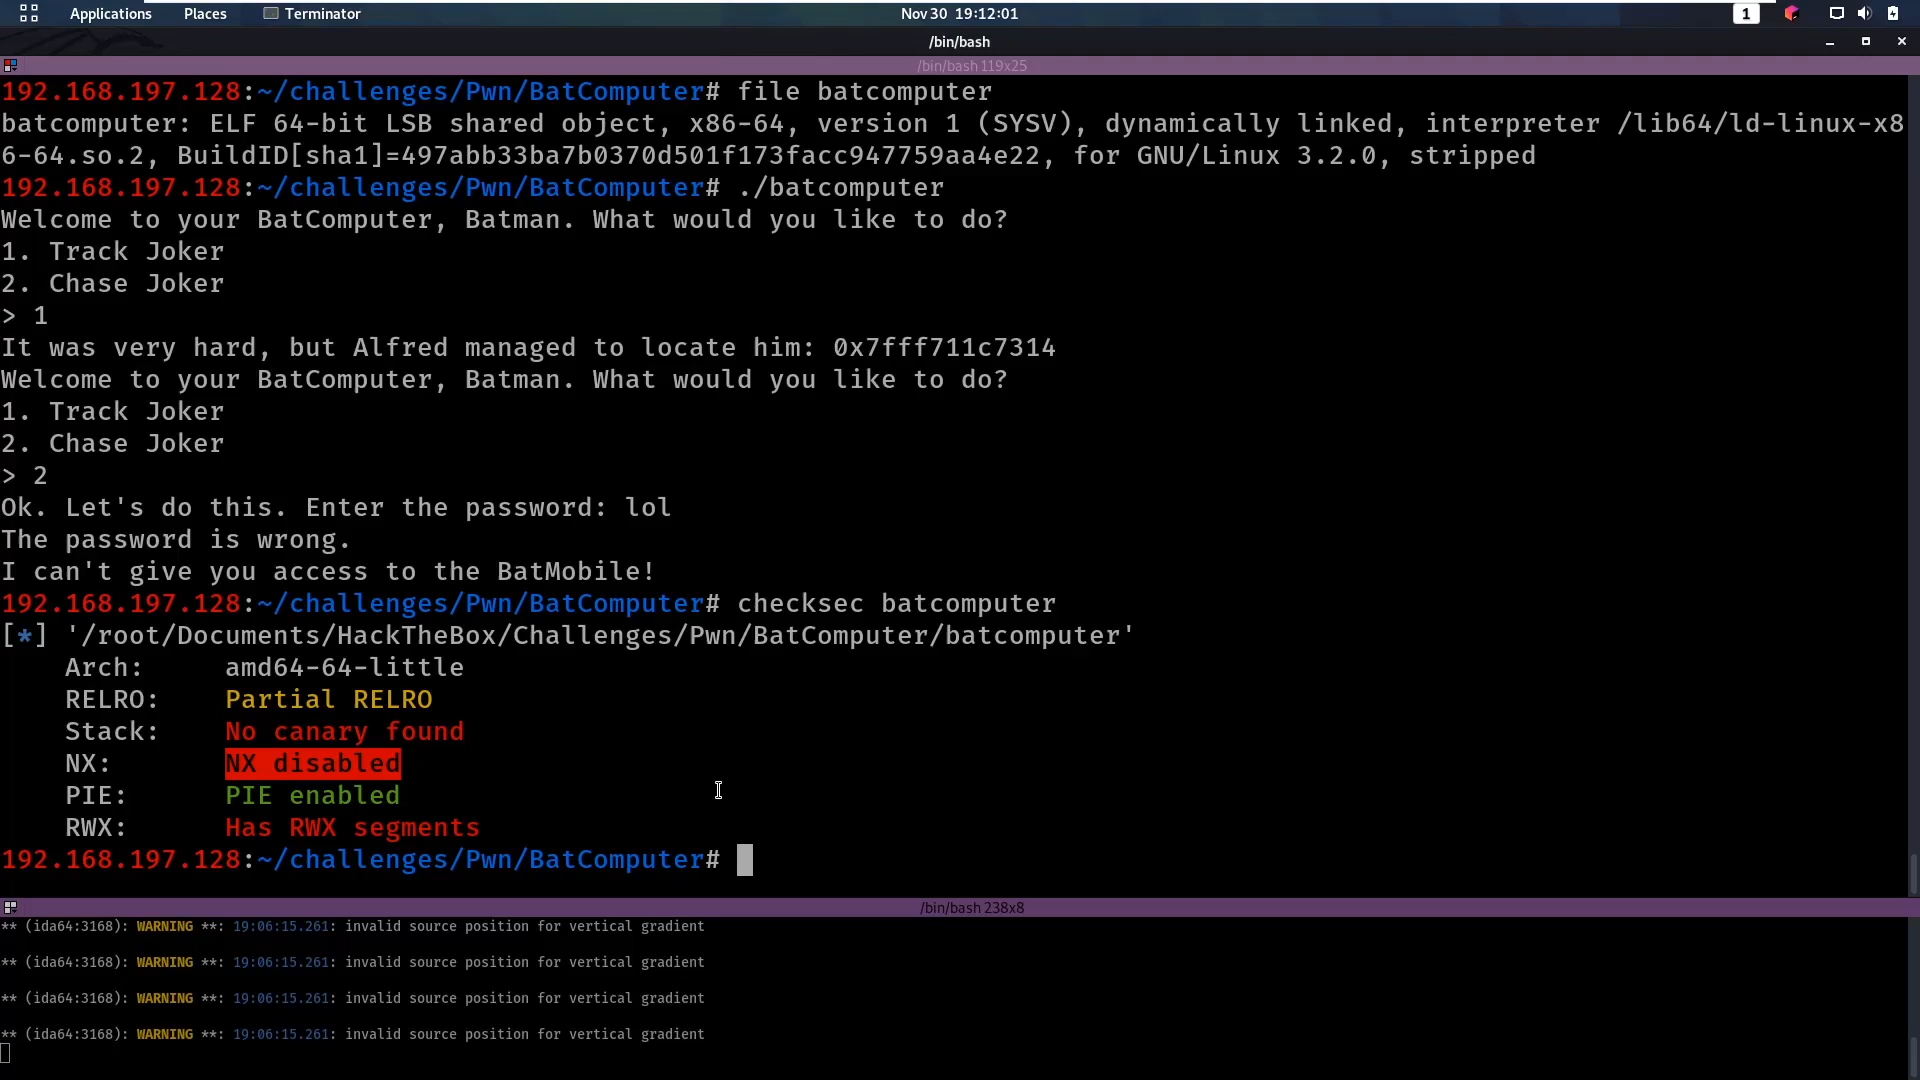 Applications Places Terminator Nov 30 19:12:01 1
/bin/bash
/bin/bash 119x25
192.168.197.128:~/challenges/Pwn/BatComputer# file batcomputer
batcomputer: ELF 64-bit LSB shared object, x86-64, version 1 (SYSV), dynamically linked, interpreter /lib64/ld-linux-x8
6-64.so.2, BuildID[sha1]=497abb33ba7b0370d501f173facc947759aa4e22, for GNU/Linux 3.2.0, stripped
192.168.197.128:~/challenges/Pwn/BatComputer# ./batcomputer
Welcome to your BatComputer, Batman. What would you like to do?
1. Track Joker
2. Chase Joker
> 1
It was very hard, but Alfred managed to locate him: 0x7fff711c7314
Welcome to your BatComputer, Batman. What would you like to do?
1. Track Joker
2. Chase Joker
> 2
Ok. Let's do this. Enter the password: lol
The password is wrong.
I can't give you access to the BatMobile!
192.168.197.128:~/challenges/Pwn/BatComputer# checksec batcomputer
[*] '/root/Documents/HackTheBox/Challenges/Pwn/BatComputer/batcomputer'
Arch: amd64-64-little
RELRO: Partial RELRO
Stack: No canary found
NX: NX disabled
PIE: PIE enabled
RWX: Has RWX segments
192.168.197.128:~/challenges/Pwn/BatComputer#
/bin/bash 238x8
** (ida64:3168): WARNING **: 19:06:15.261: invalid source position for vertical gradient
** (ida64:3168): WARNING **: 19:06:15.261: invalid source position for vertical gradient
** (ida64:3168): WARNING **: 19:06:15.261: invalid source position for vertical gradient
** (ida64:3168): WARNING **: 19:06:15.261: invalid source position for vertical gradient